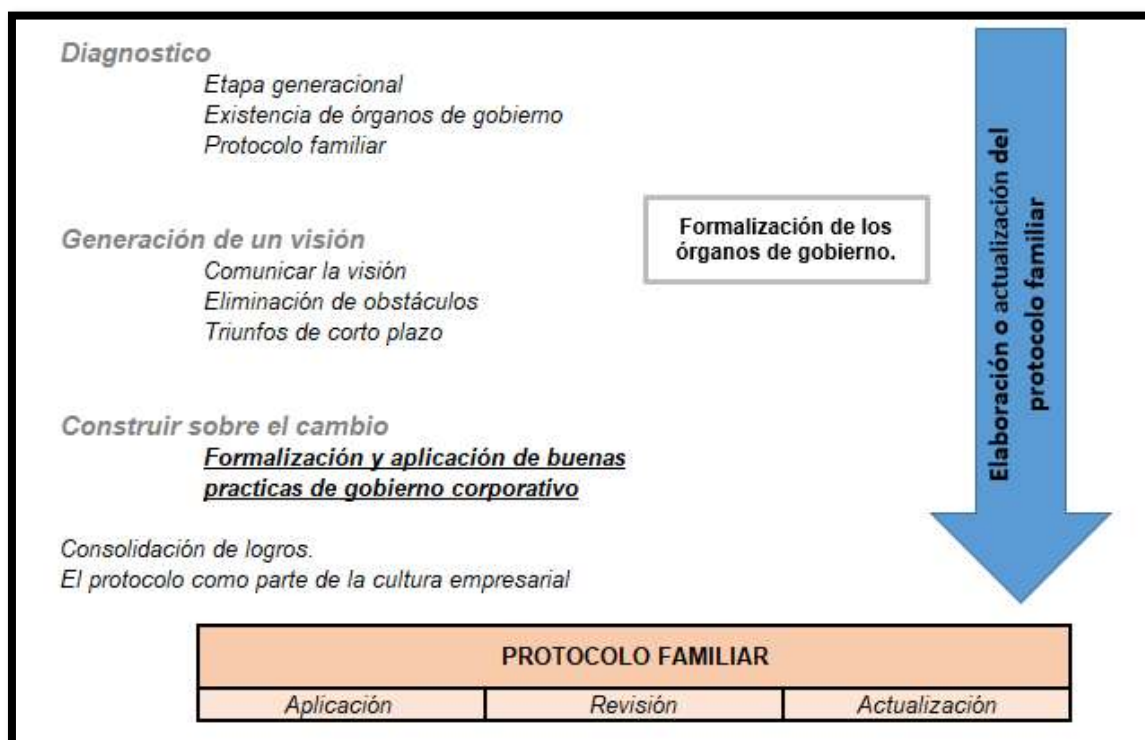 Diagnostico
Etapa generacional
Existencia de órganos de gobierno
Protocolo familiar
Generación de un visión
Comunicar la visión
Eliminación de obstáculos
Triunfos de corto plazo
Formalización de los
órganos de gobierno.
Construir sobre el cambio
Formalización y aplicación de buenas
practicas de gobierno corporativo
Consolidación de logros.
El protocolo como parte de la cultura empresarial
Elaboración o actualización del
protocolo familiar
PROTOCOLO FAMILIAR
Aplicación
Revisión
Actualización